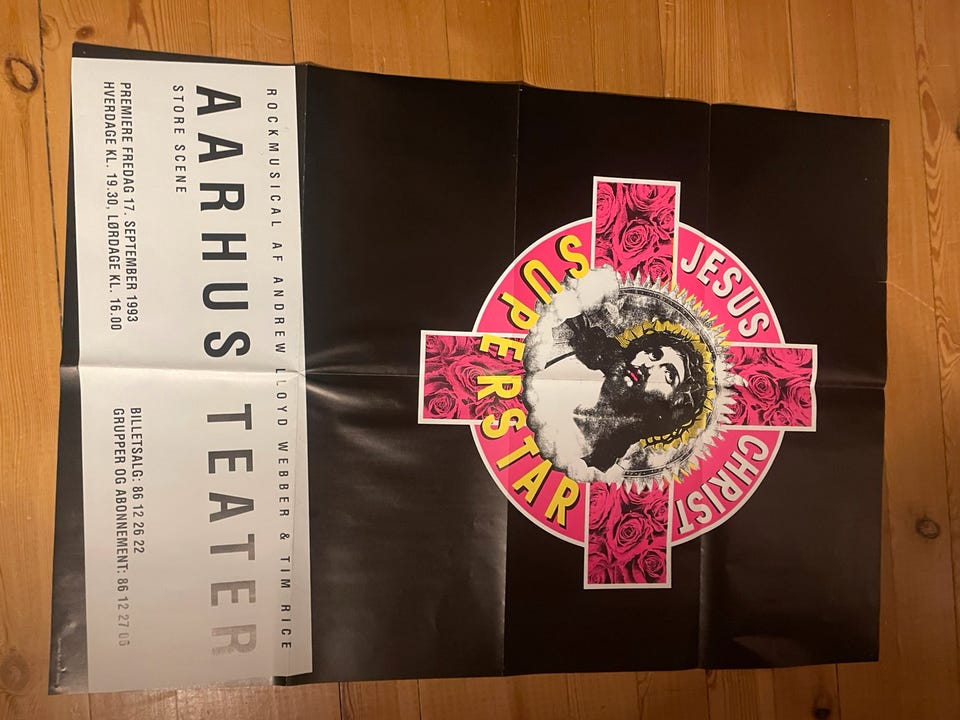 JESUS CHRIST
SUPERSTAR
ROCKMUSICAL AF ANDREW LLOYD WEBBER & TIM RICE
AARHUS TEATER
STORE SCENE
PREMIERE FREDAG 17. SEPTEMBER 1993
HVERDAGE KL. 19.30, LØRDAGE KL. 16.00
BILLETSALG: 86 12 26 22
GRUPPER OG ABONNEMENT: 86 12 27 06